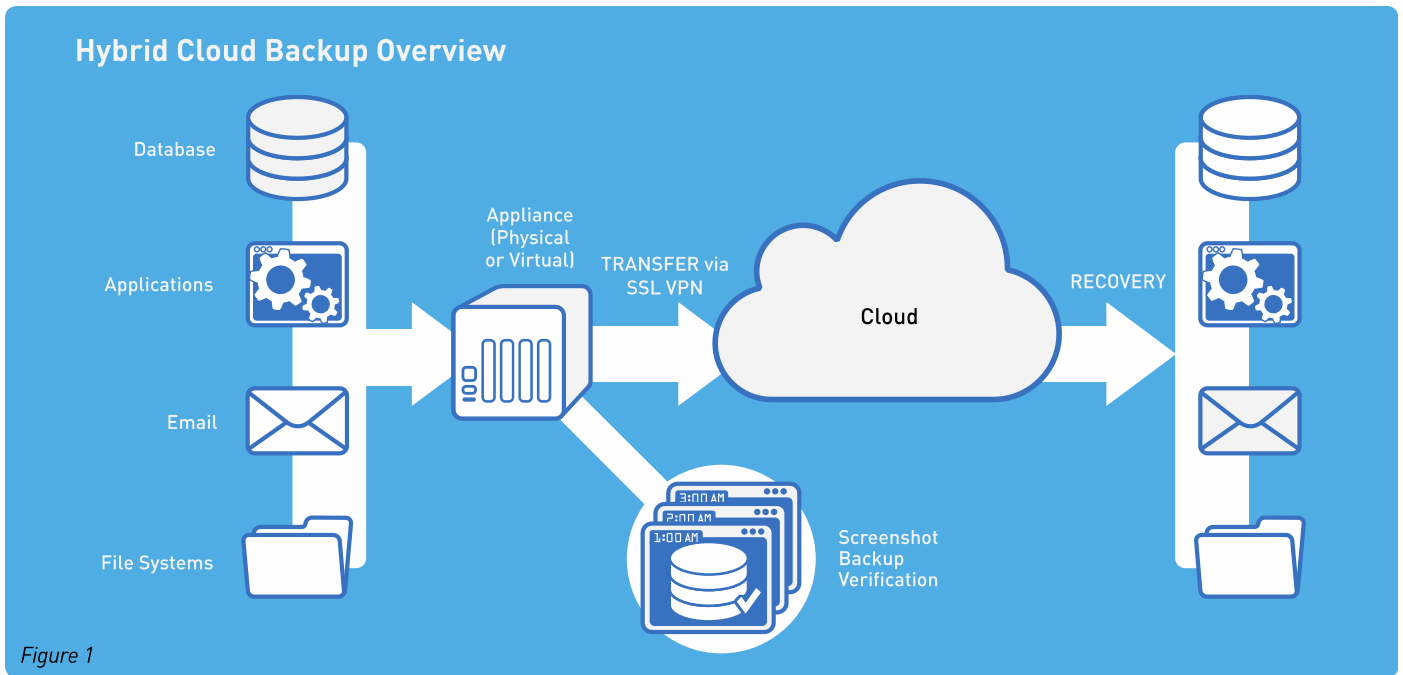 Hybrid Cloud Backup Overview
Database
Applications
Email
File Systems
Appliance
(Physical
or Virtual)
TRANSFER via
SSL VPN
Cloud
RECOVERY
3:00 AM
2:00 AM
1:00 AM
Screenshot
Backup
Verification
Figure 1